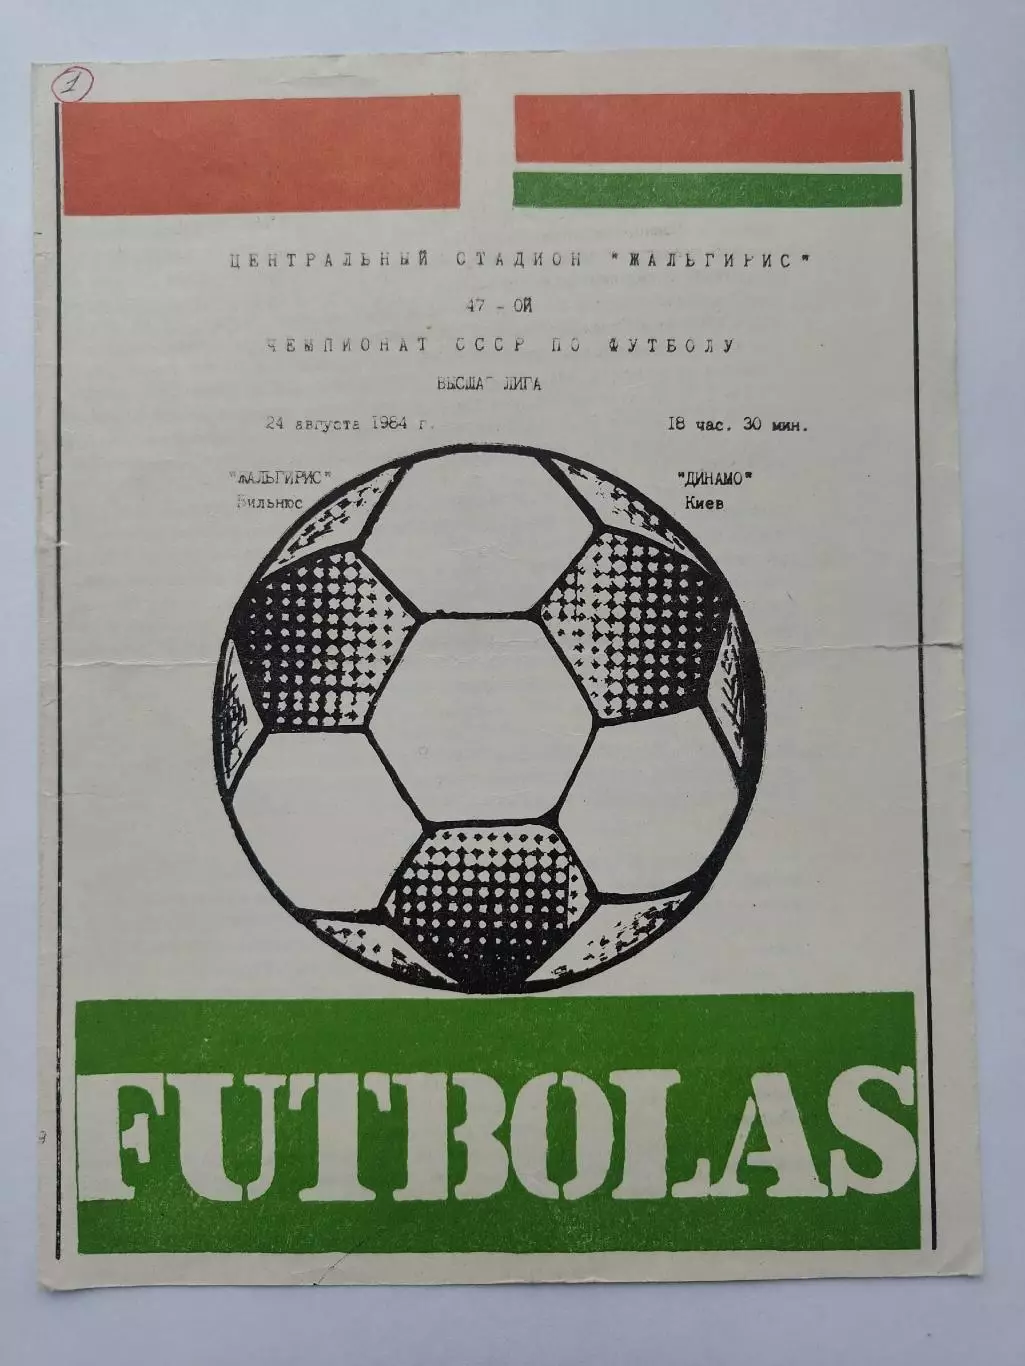 1
ЦЕНТРАЛЬНЫЙ СТАДИОН "ЖАЛЬГИРИС"
47 - ОЙ
ЧЕМПИОНАТ СССР ПО ФУТБОЛУ
ВЫСШАЯ ЛИГА
24 августа 1984 г. 18 час. 30 мин.
"ЖАЛЬГИРИС" "ДИНАМО"
Вильнюс Киев
FUTBOLAS